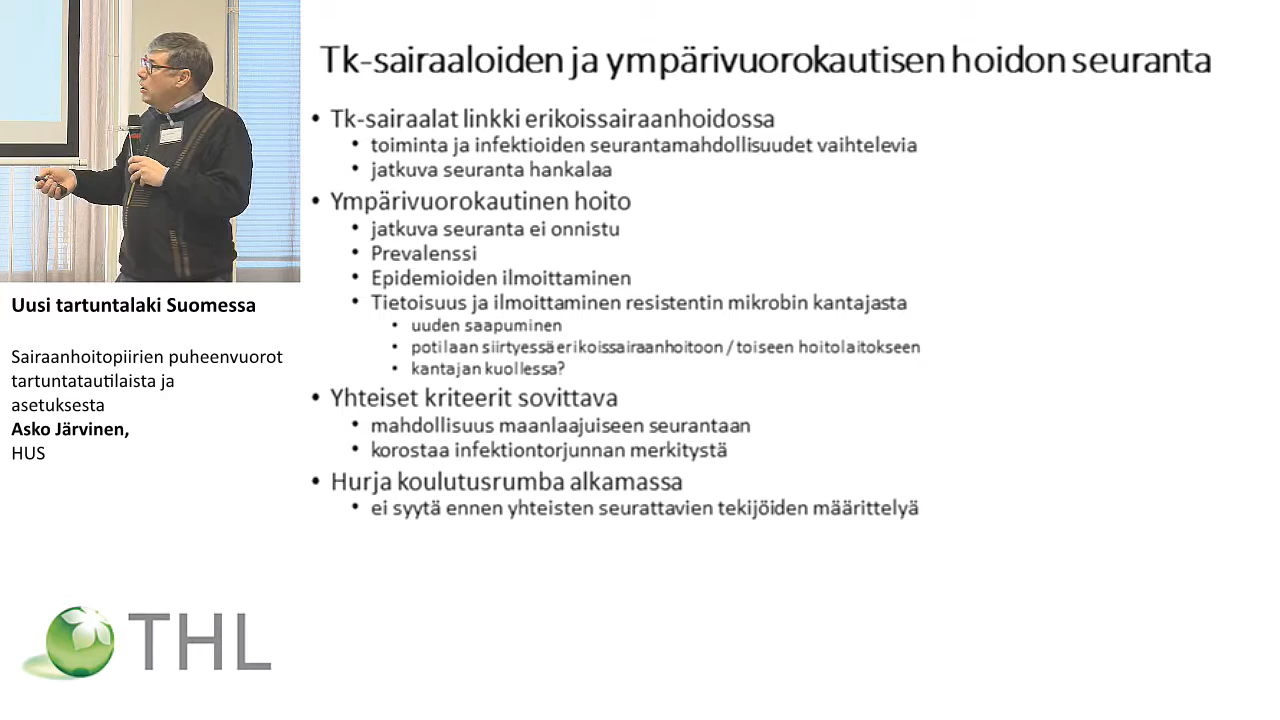 Tk-sairaaloiden ja ympärivuorokautisen hoidon seuranta
• Tk-sairaalat linkki erikoissairaanhoidossa
• toiminta ja infektioiden seurantamahdollisuudet vaihtelevia
• jatkuva seuranta hankalaa
• Ympärivuorokautinen hoito
• jatkuva seuranta ei onnistu
• Prevalenssi
• Epidemioiden ilmoittaminen
• Tietoisuus ja ilmoittaminen resistentin mikrobin kantajasta
• uuden saapuminen
• potilaan siirtyessä erikoissairaanhoitoon / toiseen hoitolaitokseen
• kantajan kuollessa?
• Yhteiset kriteerit sovittava
• mahdollisuus maanlaajuiseen seurantaan
• korostaa infektiontorjunnan merkitystä
• Hurja koulutusrumba alkamassa
• ei syytä ennen yhteisten seurattavien tekijöiden määrittelyä
Uusi tartuntalaki Suomessa
Sairaanhoitopiirien puheenvuorot
tartuntatautilaista ja
asetuksesta
Asko Järvinen,
HUS
THL